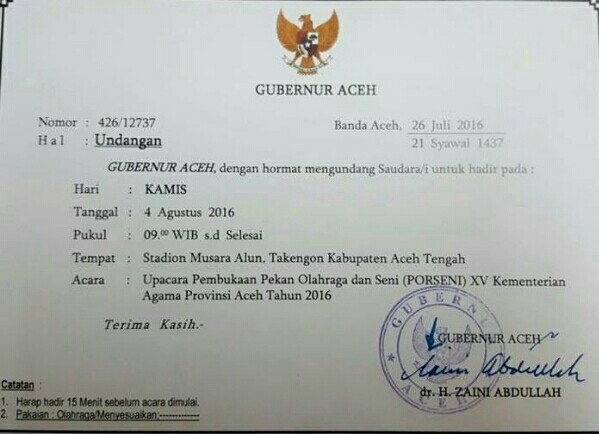 GUBERNUR ACEH
Nomor : 426/12737
Banda Aceh, 26 Juli 2016
21 Syawal 1437
H a l : Undangan
GUBERNUR ACEH, dengan hormat mengundang Saudara/i untuk hadir pada :
Hari : KAMIS
Tanggal : 4 Agustus 2016
Pukul : 09.00 WIB s.d Selesai
Tempat : Stadion Musara Alun, Takengon Kabupaten Aceh Tengah
Acara : Upacara Pembukaan Pekan Olahraga dan Seni (PORSENI) XV Kementerian
Agama Provinsi Aceh Tahun 2016
Terima Kasih.-
GUBERNUR
ACEH
GUBERNUR ACEH
Zaini Abdullah
dr. H. ZAINI ABDULLAH
Catatan :
1. Harap hadir 15 Menit sebelum acara dimulai.
2. Pakaian : Olahraga/Menyesuaikan.-------------